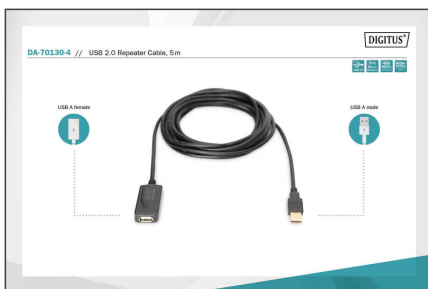 DIGITUS®
DA-70130-4 // USB 2.0 Repeater Cable, 5 m
USB A female
USB A male